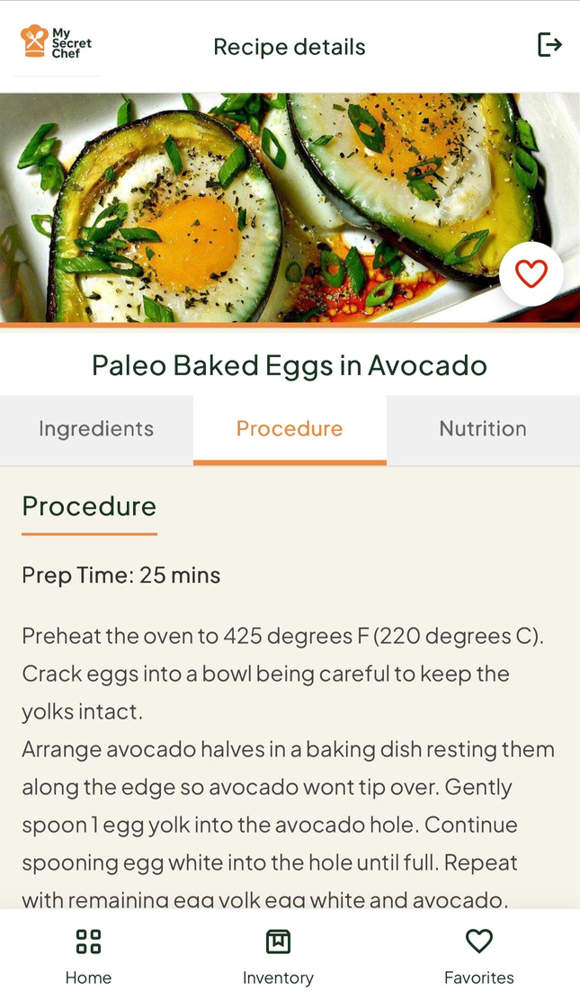 My
Secret
Chef
Recipe details
Paleo Baked Eggs in Avocado
Ingredients
Procedure
Nutrition
Procedure
Prep Time: 25 mins
Preheat the oven to 425 degrees F (220 degrees C).
Crack eggs into a bowl being careful to keep the
yolks intact.
Arrange avocado halves in a baking dish resting them
along the edge so avocado wont tip over. Gently
spoon 1 egg yolk into the avocado hole. Continue
spooning egg white into the hole until full. Repeat
with remaining egg yolk egg white and avocado.
Home
Inventory
Favorites